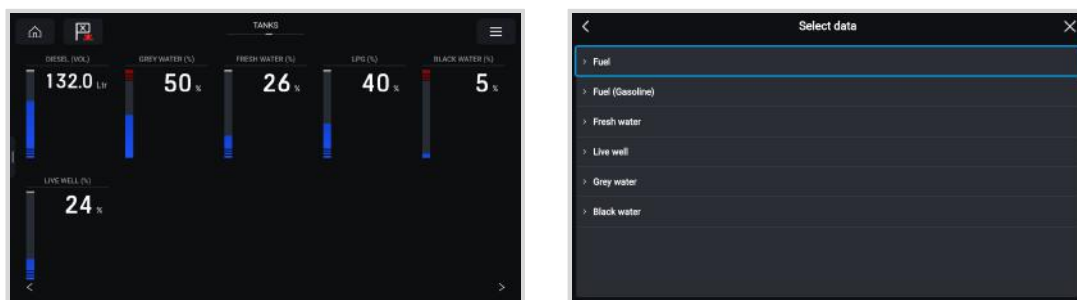 TANKS
DIESEL (VOL)
132.0 Ltr
GREY WATER (%)
50 %
FRESH WATER (%)
26 %
LPG (%)
40 %
BLACK WATER (%)
5 %
LIVE WELL (%)
24 %
Select data
Fuel
Fuel (Gasoline)
Fresh water
Live well
Grey water
Black water